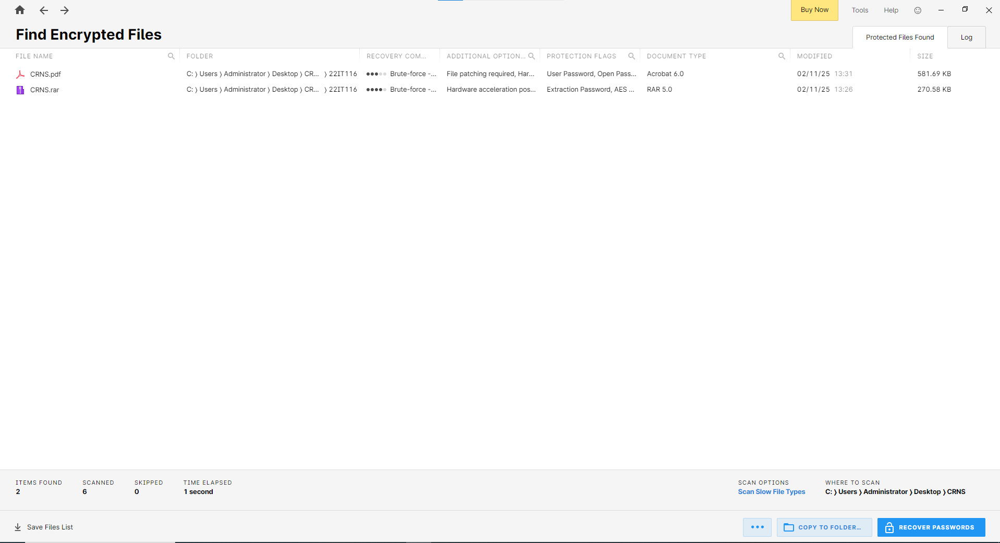 Buy Now Tools Help
Find Encrypted Files
Protected Files Found Log
FILE NAME FOLDER RECOVERY COM... ADDITIONAL OPTION... PROTECTION FLAGS DOCUMENT TYPE MODIFIED SIZE
CRNS.pdf C: ❭ Users ❭ Administrator ❭ Desktop ❭ CR... ❭ 22IT116 Brute-force -... File patching required, Har... User Password, Open Pass... Acrobat 6.0 02/11/25 13:31 581.69 KB
CRNS.rar C: ❭ Users ❭ Administrator ❭ Desktop ❭ CR... ❭ 22IT116 Brute-force -... Hardware acceleration pos... Extraction Password, AES ... RAR 5.0 02/11/25 13:26 270.58 KB
ITEMS FOUND SCANNED SKIPPED TIME ELAPSED SCAN OPTIONS WHERE TO SCAN
2 6 0 1 second Scan Slow File Types C: ❭ Users ❭ Administrator ❭ Desktop ❭ CRNS
Save Files List COPY TO FOLDER... RECOVER PASSWORDS